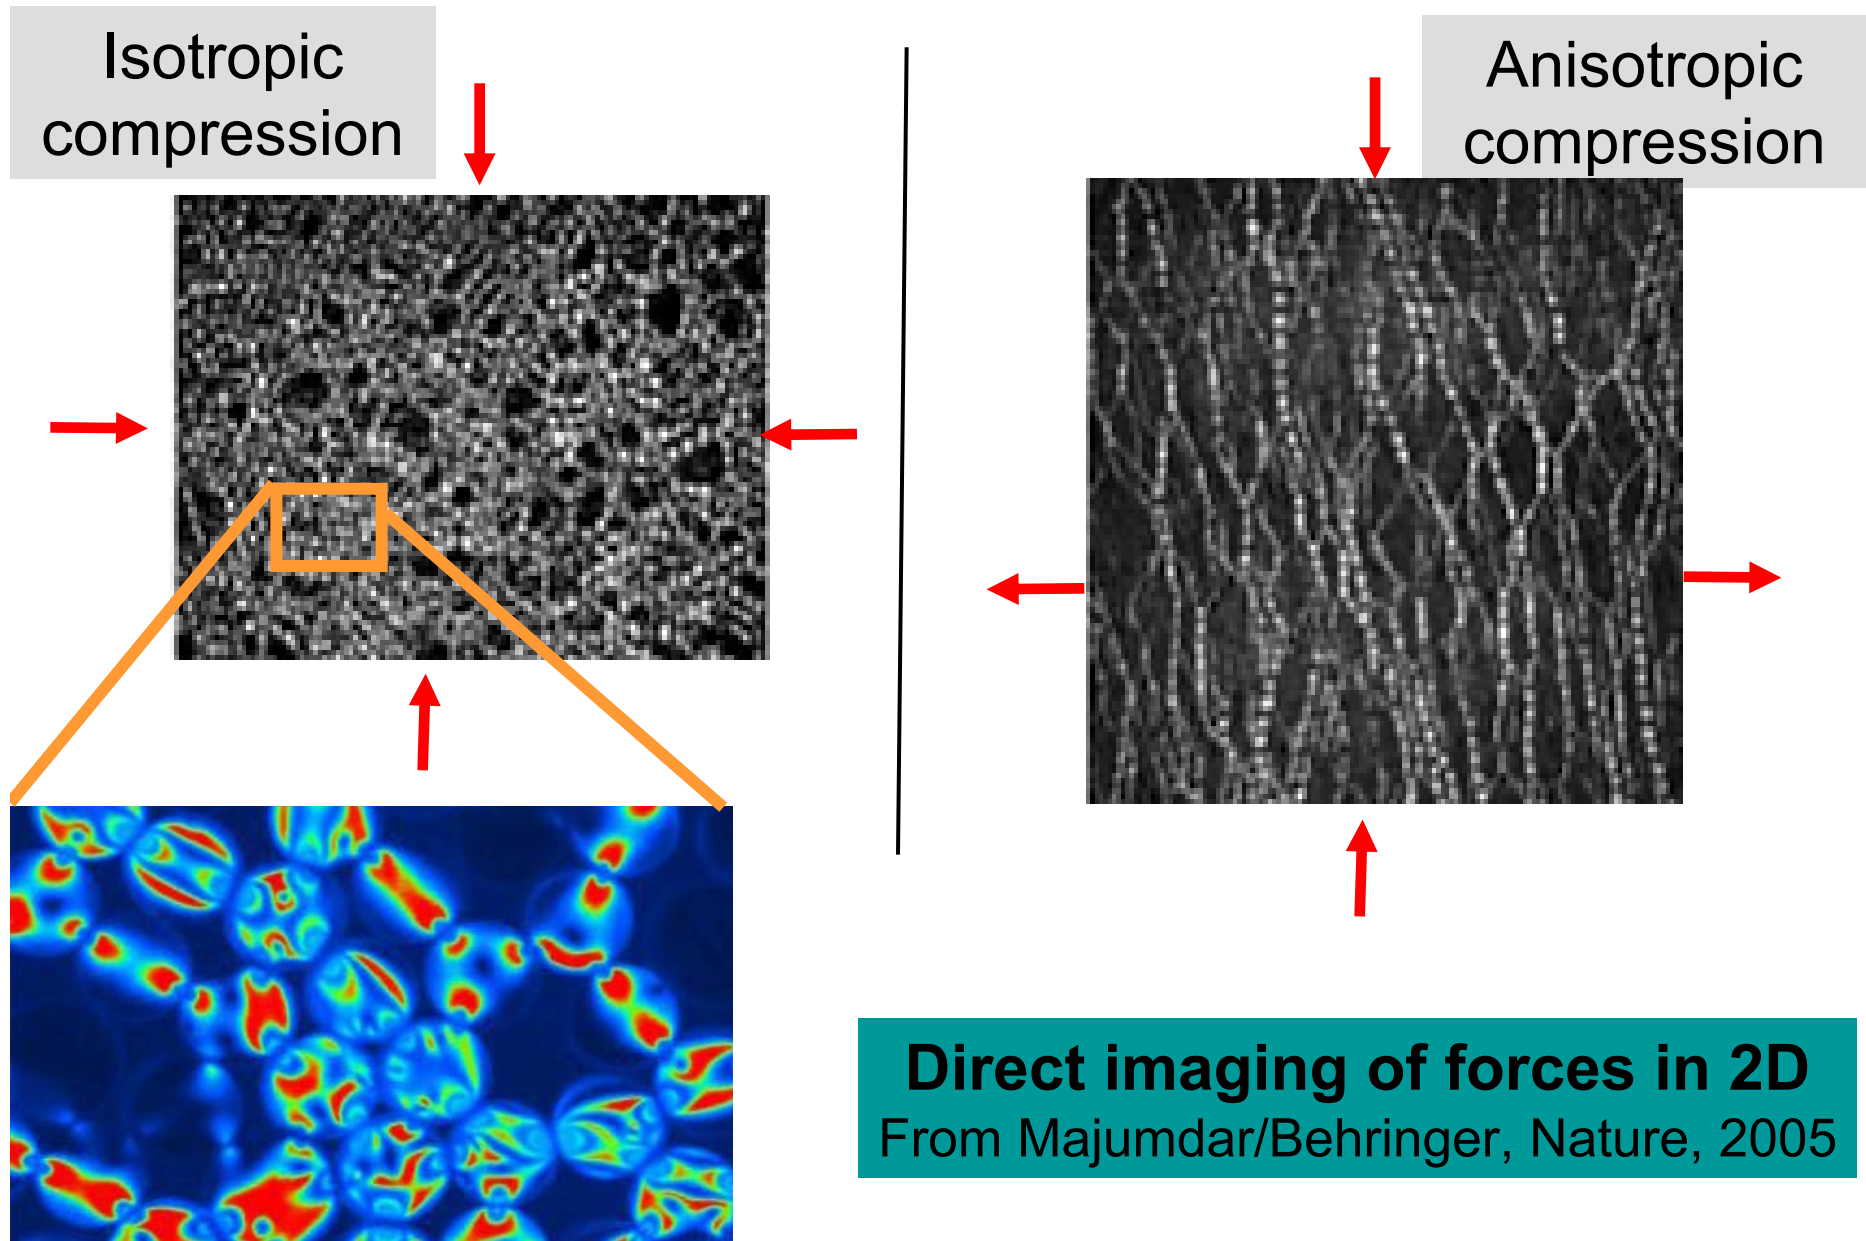 Isotropic
compression
Anisotropic
compression
Direct imaging of forces in 2D
From Majumdar/Behringer, Nature, 2005